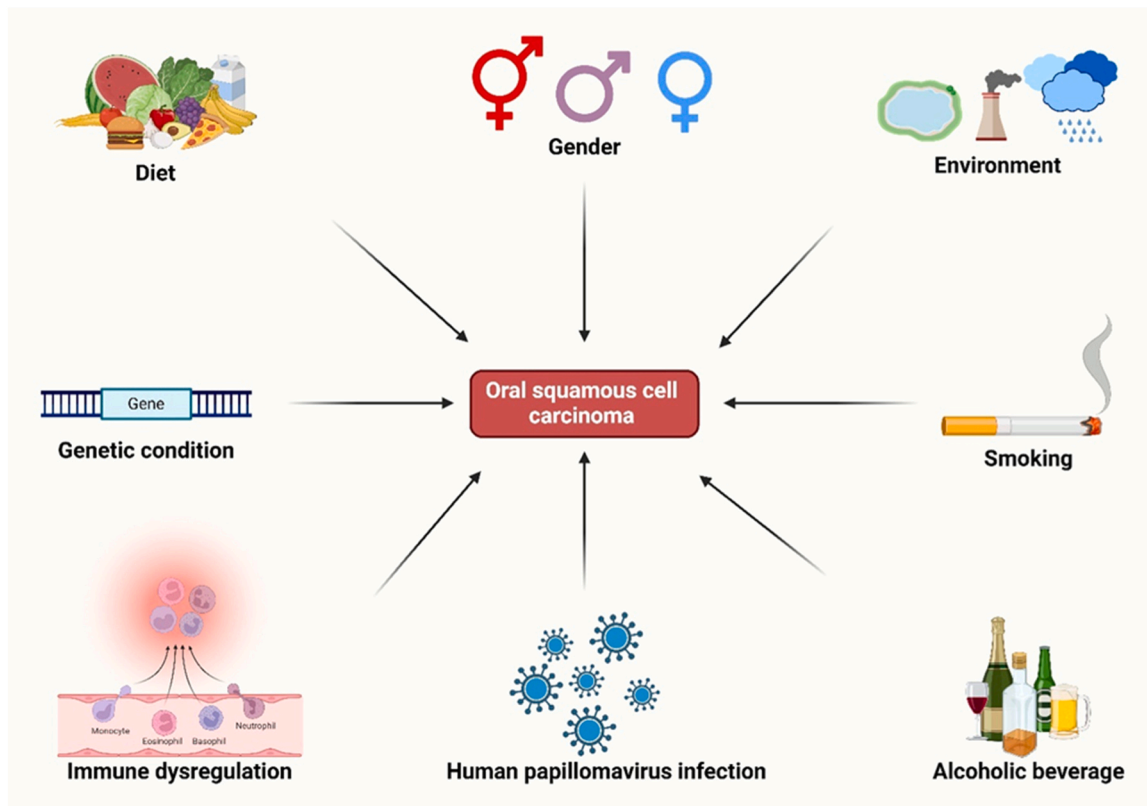 Diet
Gender
Environment
Gene
Genetic condition
Oral squamous cell
carcinoma
Smoking
Monocyte
Eosinophil
Basophil
Neutrophil
Immune dysregulation
Human papillomavirus infection
Alcoholic beverage